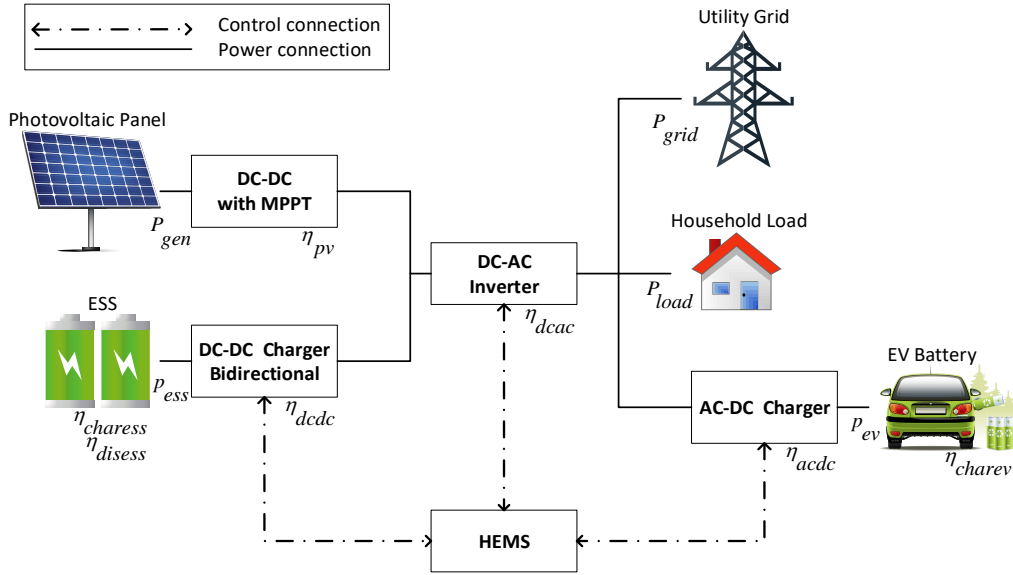 Control connection
Power connection
Utility Grid
P_grid
Photovoltaic Panel
DC-DC
with MPPT
P_gen
η_pv
Household Load
DC-AC
Inverter
P_load
η_dcac
ESS
DC-DC Charger
Bidirectional
p_ess
η_dcdc
η_charess
η_disess
EV Battery
AC-DC Charger
p_ev
η_acdc
η_charev
HEMS